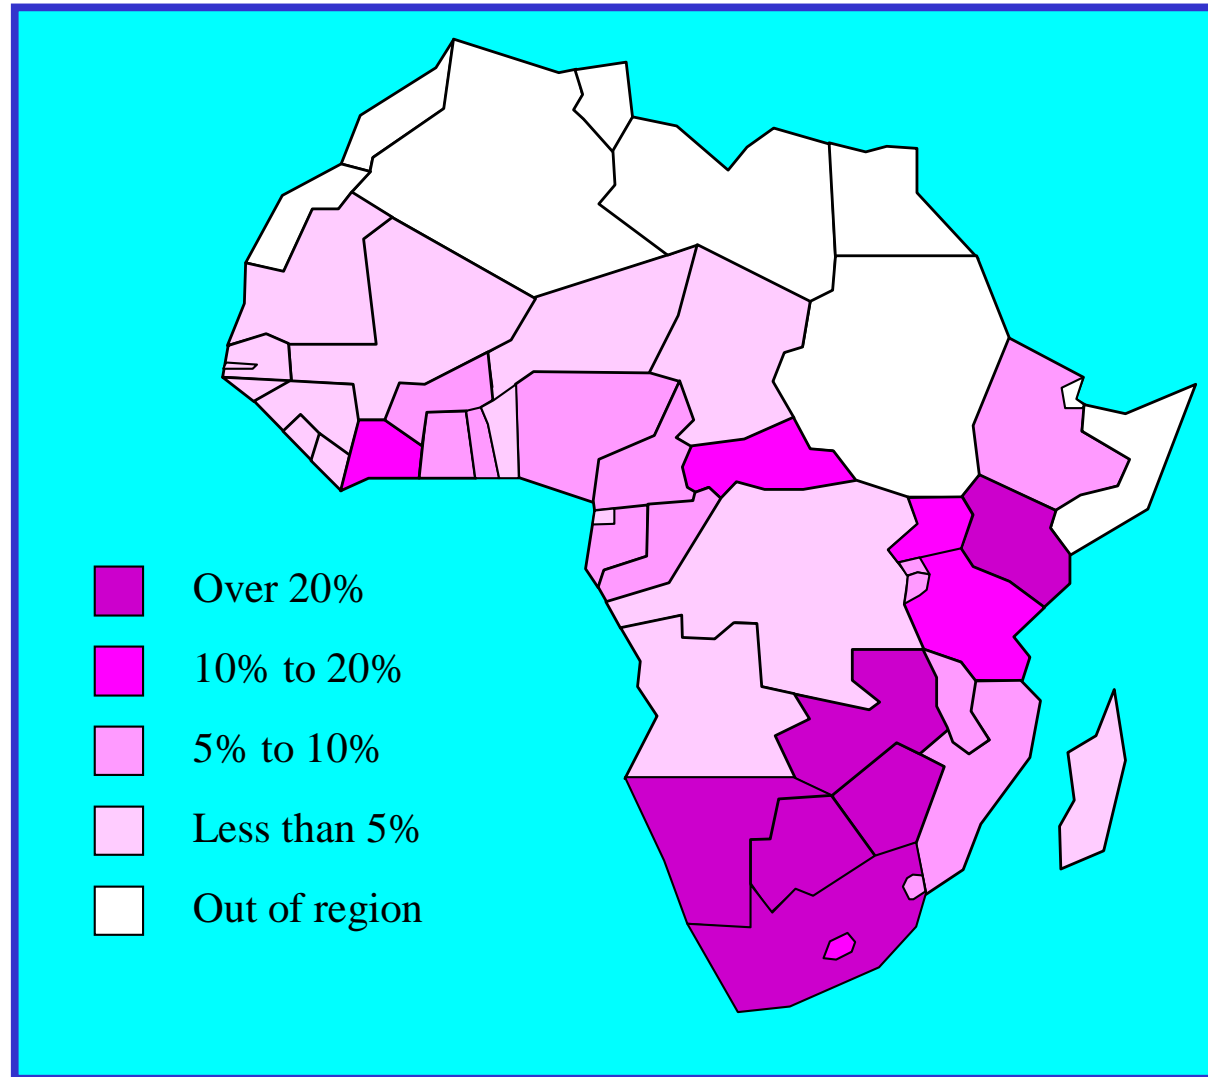 Over 20%
10% to 20%
5% to 10%
Less than 5%
Out of region